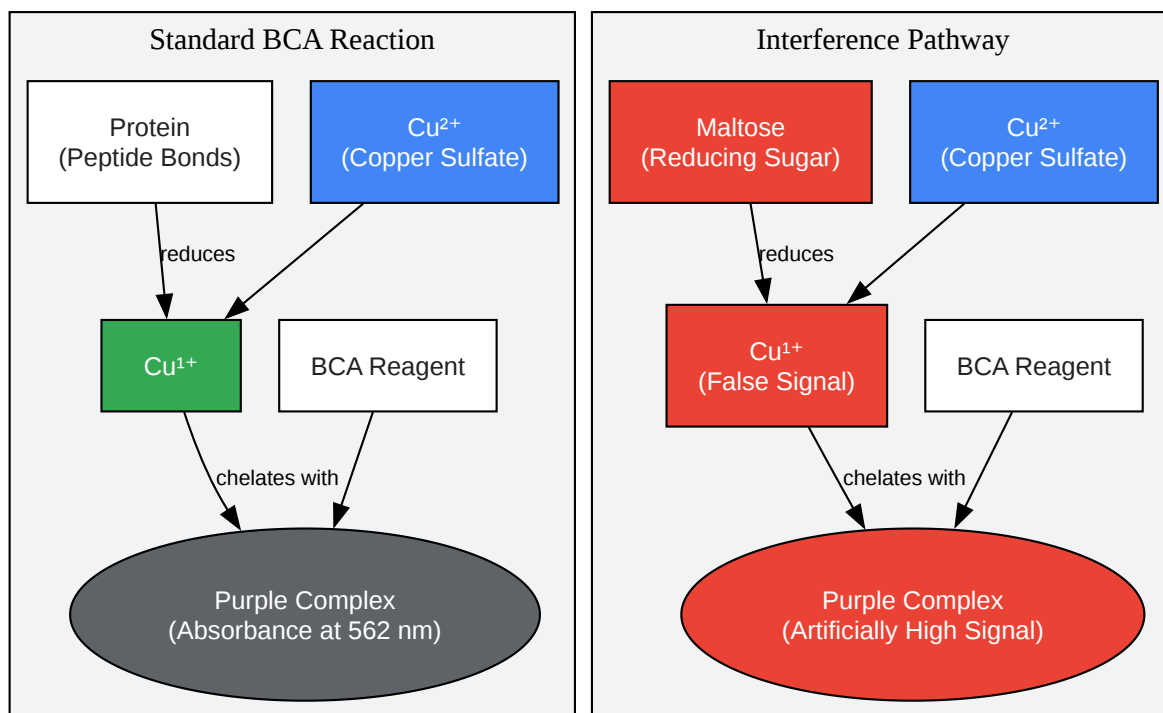 Standard BCA Reaction
Protein
(Peptide Bonds)
Cu²⁺
(Copper Sulfate)
reduces
Cu¹⁺
BCA Reagent
chelates with
Purple Complex
(Absorbance at 562 nm)
Interference Pathway
Maltose
(Reducing Sugar)
Cu²⁺
(Copper Sulfate)
reduces
Cu¹⁺
(False Signal)
BCA Reagent
chelates with
Purple Complex
(Artificially High Signal)